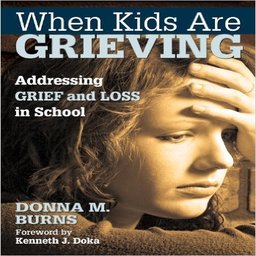 When Kids Are
GRIEVING
Addressing
GRIEF and LOSS
in School
DONNA M.
BURNS
Foreword by
Kenneth J. Doka